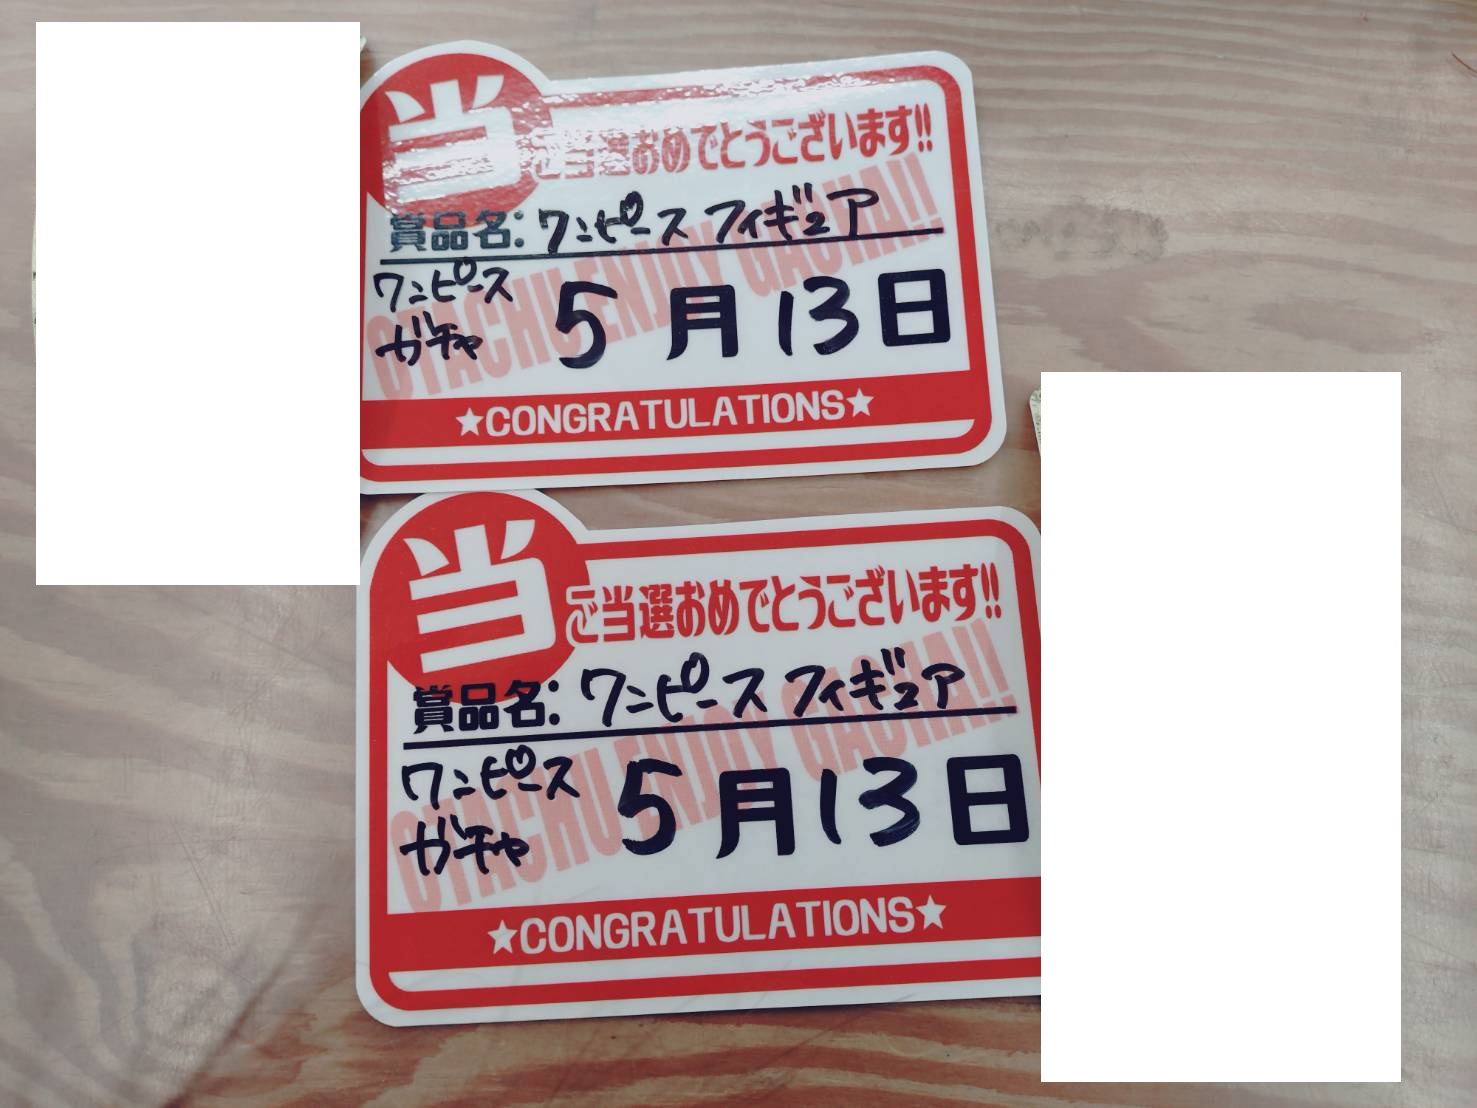 当
ご当選おめでとうございます!!
賞品名: ワンピース フィギュア
ワンピース
ガチャ
5月13日
OTACHU ENJOY GACHA!!
★CONGRATULATIONS★
当
ご当選おめでとうございます!!
賞品名: ワンピース フィギュア
ワンピース
ガチャ
5月13日
OTACHU ENJOY GACHA!!
★CONGRATULATIONS★